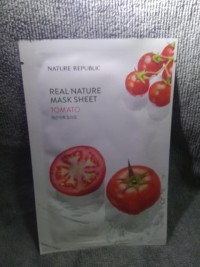 NATURE REPUBLIC
REAL NATURE
MASK SHEET
TOMATO